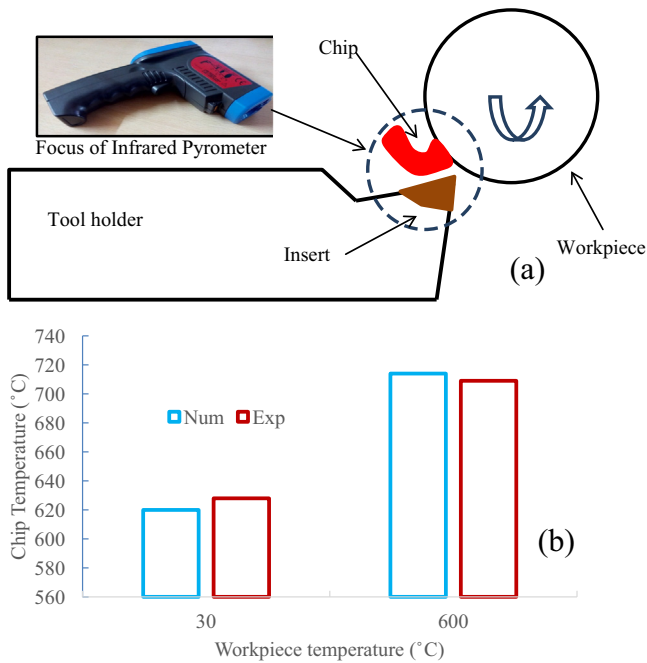 Chip
Focus of Infrared Pyrometer
Tool holder
Insert
Workpiece
(a)
740
720
700
680
660
640
620
600
580
560
Chip Temperature (˚C)
Num
Exp
(b)
30
600
Workpiece temperature (˚C)